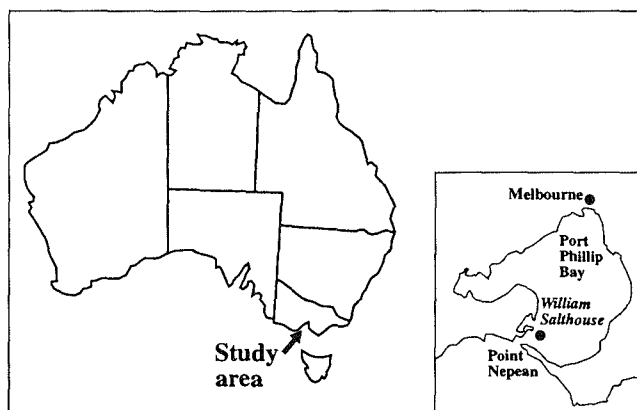 Study
area
Melbourne
Port
Phillip
Bay
William
Salthouse
Point
Nepean